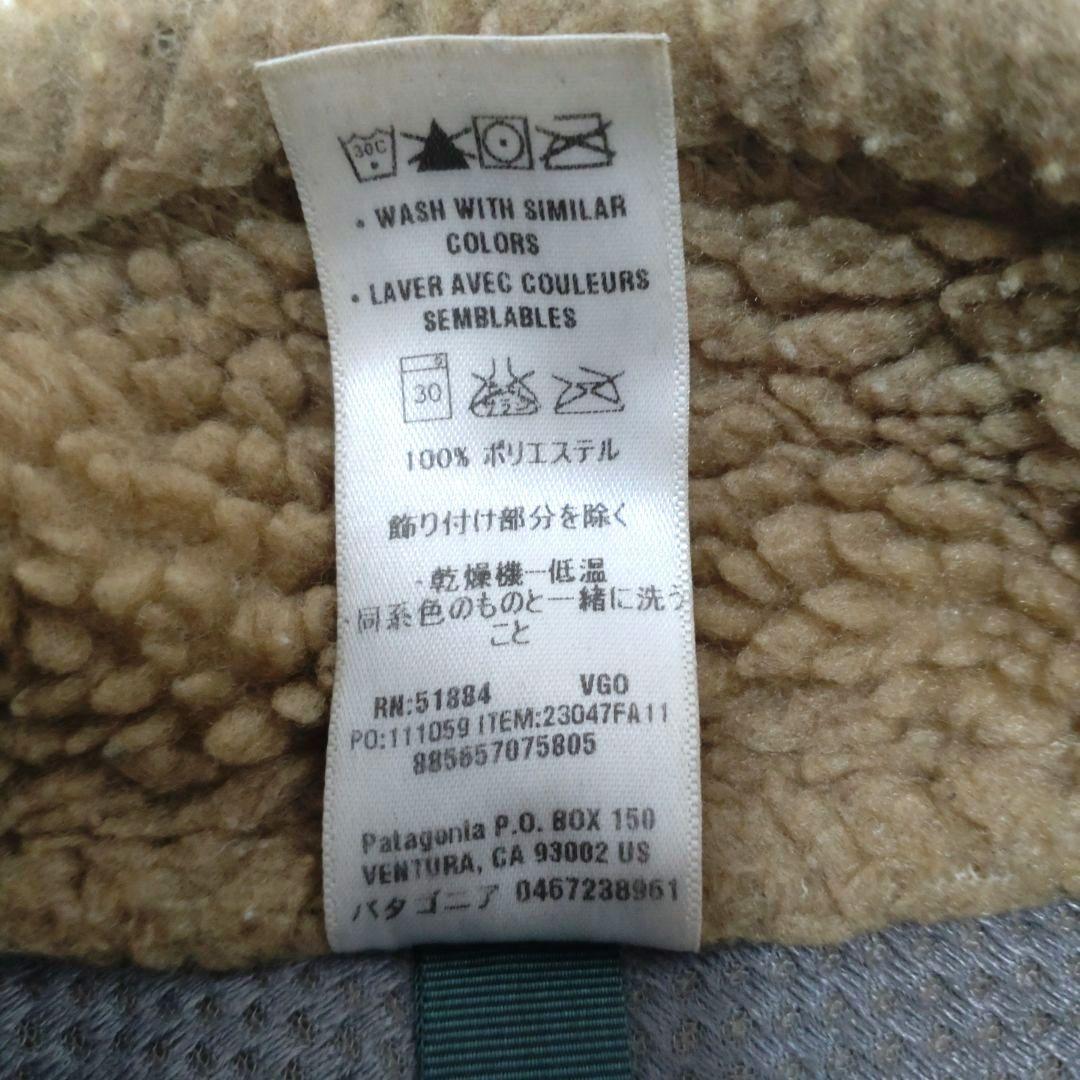 30C
• WASH WITH SIMILAR
COLORS
• LAVER AVEC COULEURS
SEMBLABLES
30
100% ポリエステル
飾り付け部分を除く
・乾燥機ー低温
・同系色のものと一緒に洗う
こと
RN:51884 VGO
PO:111059 ITEM:23047FA11
885657075805
Patagonia P.O. BOX 150
VENTURA, CA 93002 US
パタゴニア 0467238961